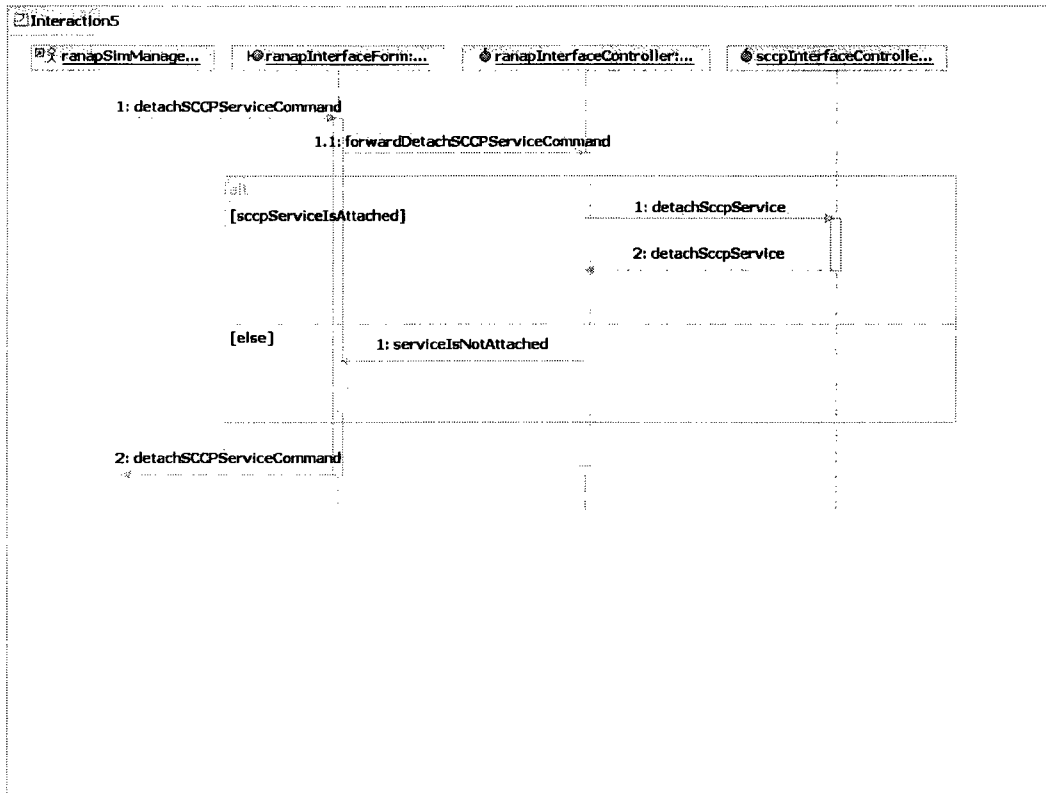 Interaction5
ranapSimManage...
ranapInterfaceForm:...
ranapInterfaceController:...
sccpInterfaceControlle...
1: detachSCCPServiceCommand
1.1: forwardDetachSCCPServiceCommand
alt
[sccpServiceIsAttached]
1: detachSccpService
2: detachSccpService
[else]
1: serviceIsNotAttached
2: detachSCCPServiceCommand